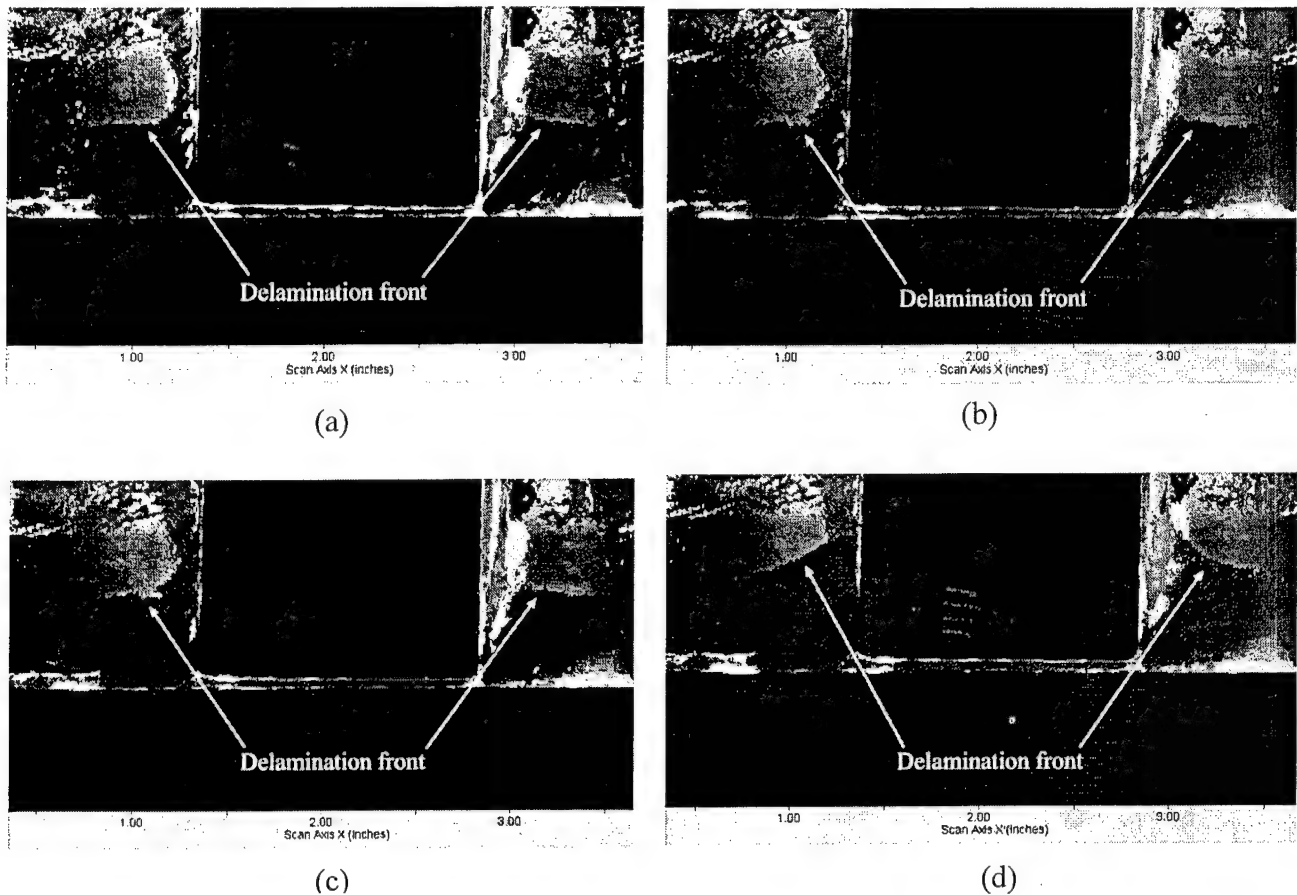 Delamination front
1.00 2.00 3.00
Scan Axis X (inches)
(a)
Delamination front
1.00 2.00 3.00
Scan Axis X (inches)
(b)
Delamination front
1.00 2.00 3.00
Scan Axis X (inches)
(c)
Delamination front
1.00 2.00 3.00
Scan Axis X (inches)
(d)